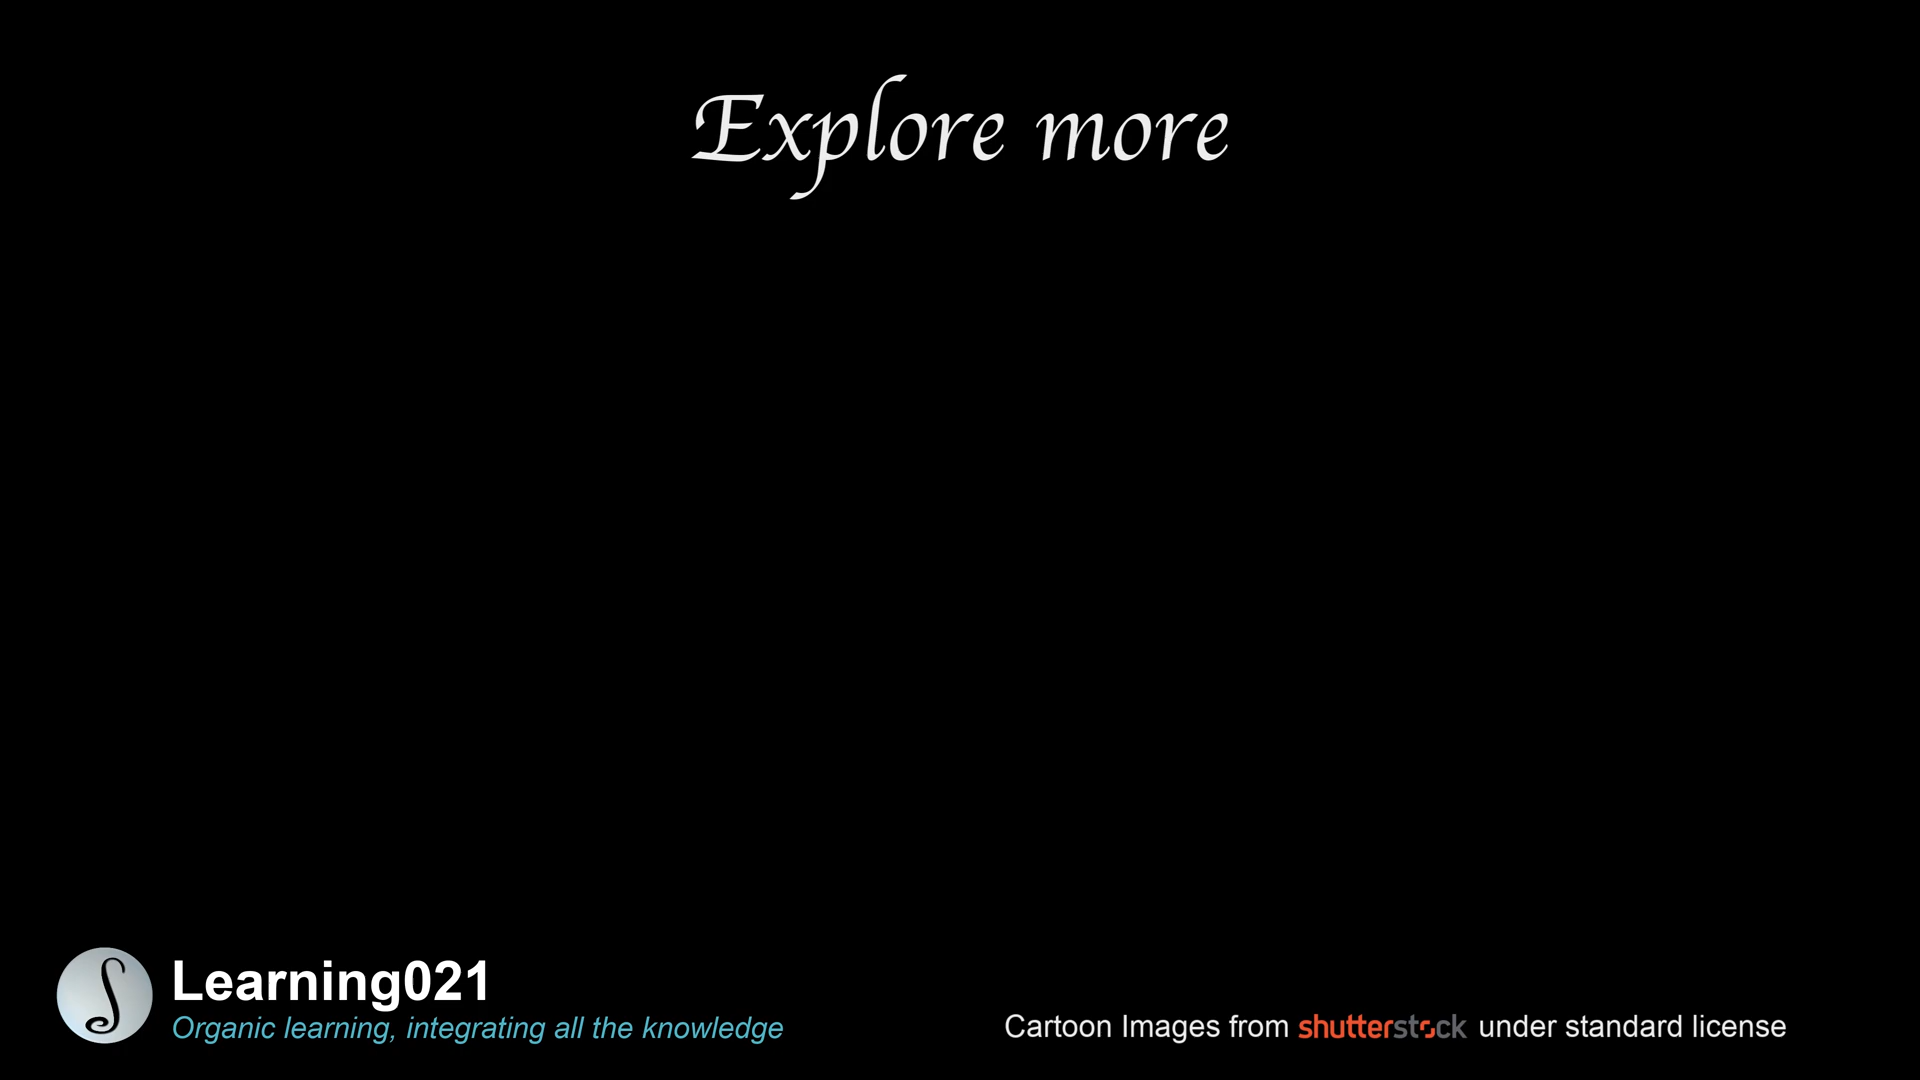 Explore more
Learning021
Organic learning, integrating all the knowledge
Cartoon Images from shutterstock under standard license